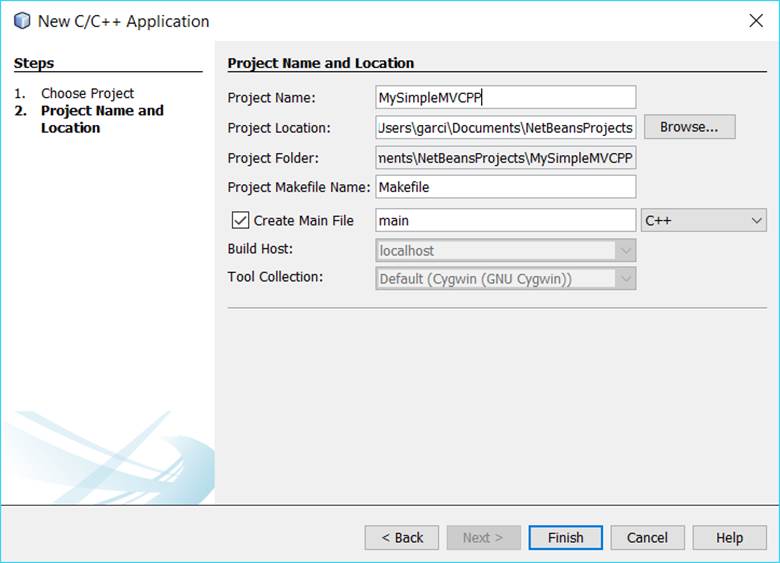 New C/C++ Application
Steps
1. Choose Project
2. Project Name and
Location
Project Name and Location
Project Name: MySimpleMVCPP
Project Location: Users\garci\Documents\NetBeansProjects Browse...
Project Folder: nents\NetBeansProjects\MySimpleMVCPP
Project Makefile Name: Makefile
Create Main File main C++
Build Host: localhost
Tool Collection: Default (Cygwin (GNU Cygwin))
< Back Next > Finish Cancel Help